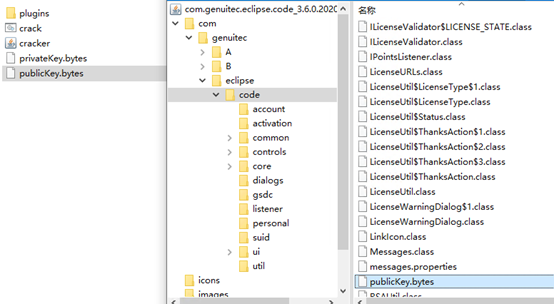 plugins
crack
cracker
privateKey.bytes
publicKey.bytes
com.genuitec.eclipse.code_3.6.0.2020
com
genuitec
A
B
eclipse
code
account
activation
common
controls
core
dialogs
gsdc
listener
personal
suid
ui
util
icons
images
名称
ILicenseValidator$LICENSE_STATE.class
ILicenseValidator.class
IPointsListener.class
LicenseURLs.class
LicenseUtil$LicenseType$1.class
LicenseUtil$LicenseType.class
LicenseUtil$Status.class
LicenseUtil$ThanksAction$1.class
LicenseUtil$ThanksAction$2.class
LicenseUtil$ThanksAction$3.class
LicenseUtil$ThanksAction.class
LicenseUtil.class
LicenseWarningDialog$1.class
LicenseWarningDialog.class
LinkIcon.class
Messages.class
messages.properties
publicKey.bytes
RSAUtil.class